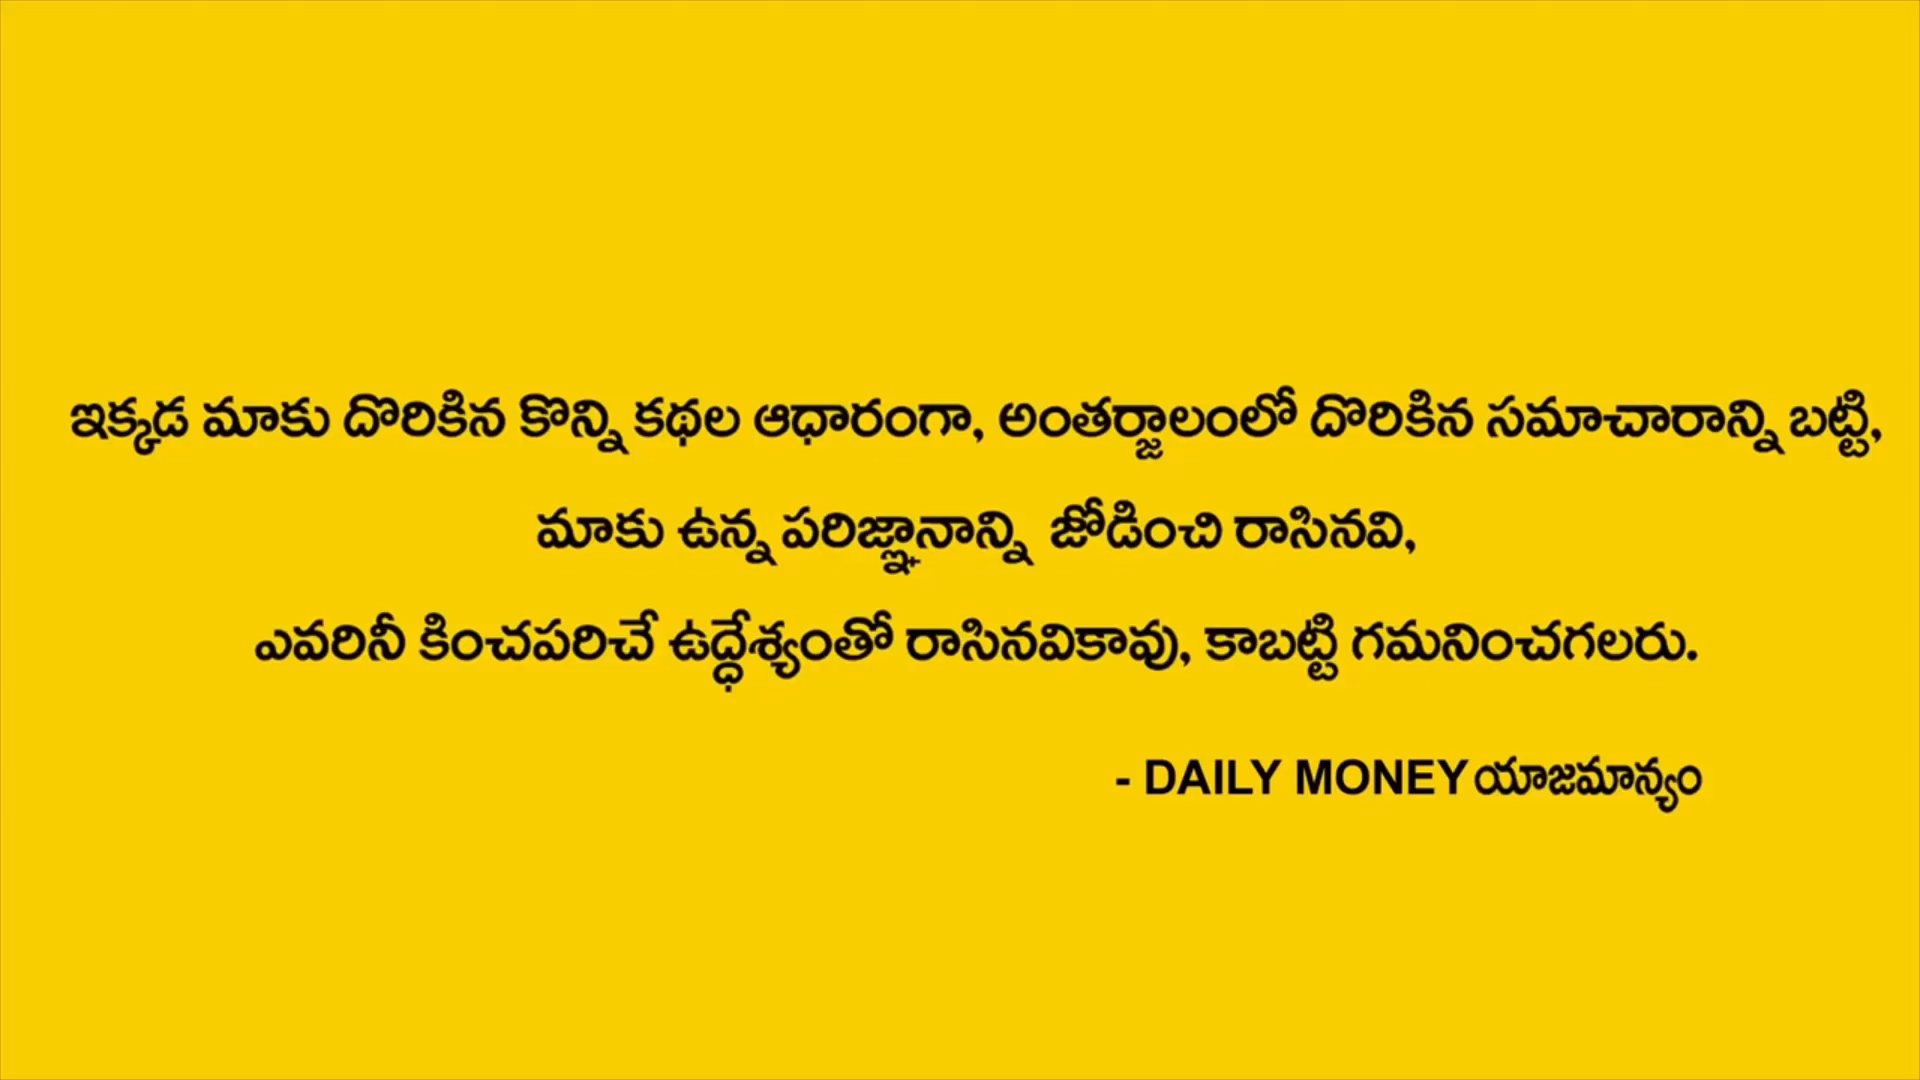 ఇక్కడ మాకు దొరికిన కొన్ని కథల ఆధారంగా, అంతర్జాలంలో దొరికిన సమాచారాన్ని బట్టి,
మాకు ఉన్న పరిజ్ఞానాన్ని జోడించి రాసినవి,
ఎవరినీ కించపరిచే ఉద్ధేశ్యంతో రాసినవికావు, కాబట్టి గమనించగలరు.
- DAILY MONEY యాజమాన్యం